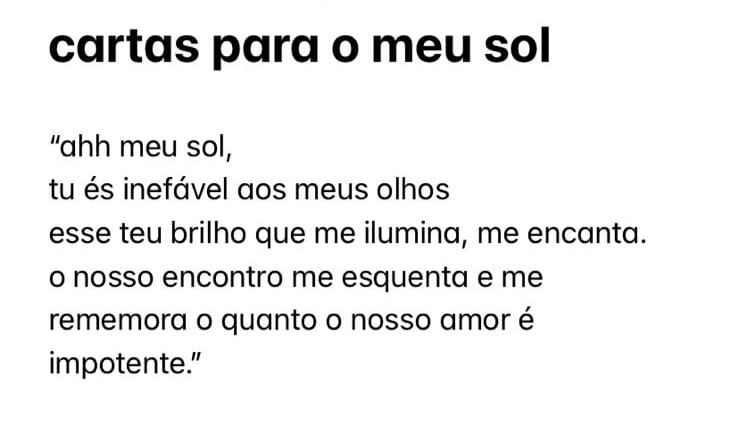 cartas para o meu sol
“ahh meu sol,
tu és inefável aos meus olhos
esse teu brilho que me ilumina, me encanta.
o nosso encontro me esquenta e me
rememora o quanto o nosso amor é
impotente.”